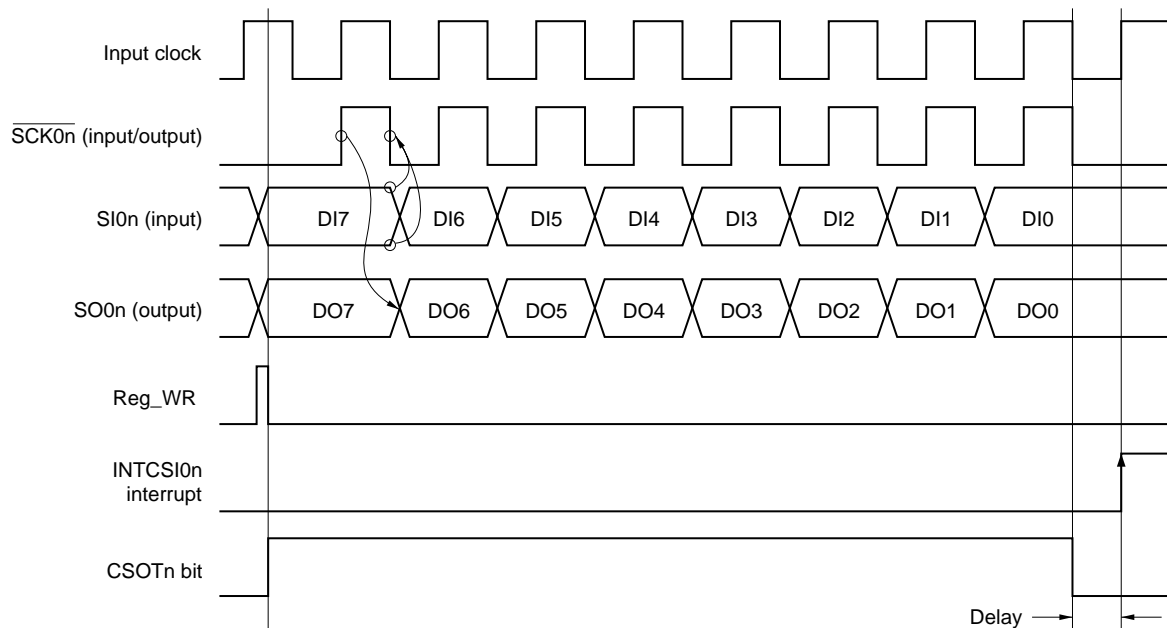 Input clock
SCK0n (input/output)
SI0n (input)
DI7 DI6 DI5 DI4 DI3 DI2 DI1 DI0
SO0n (output)
DO7 DO6 DO5 DO4 DO3 DO2 DO1 DO0
Reg_WR
INTCSI0n
interrupt
CSOTn bit
Delay